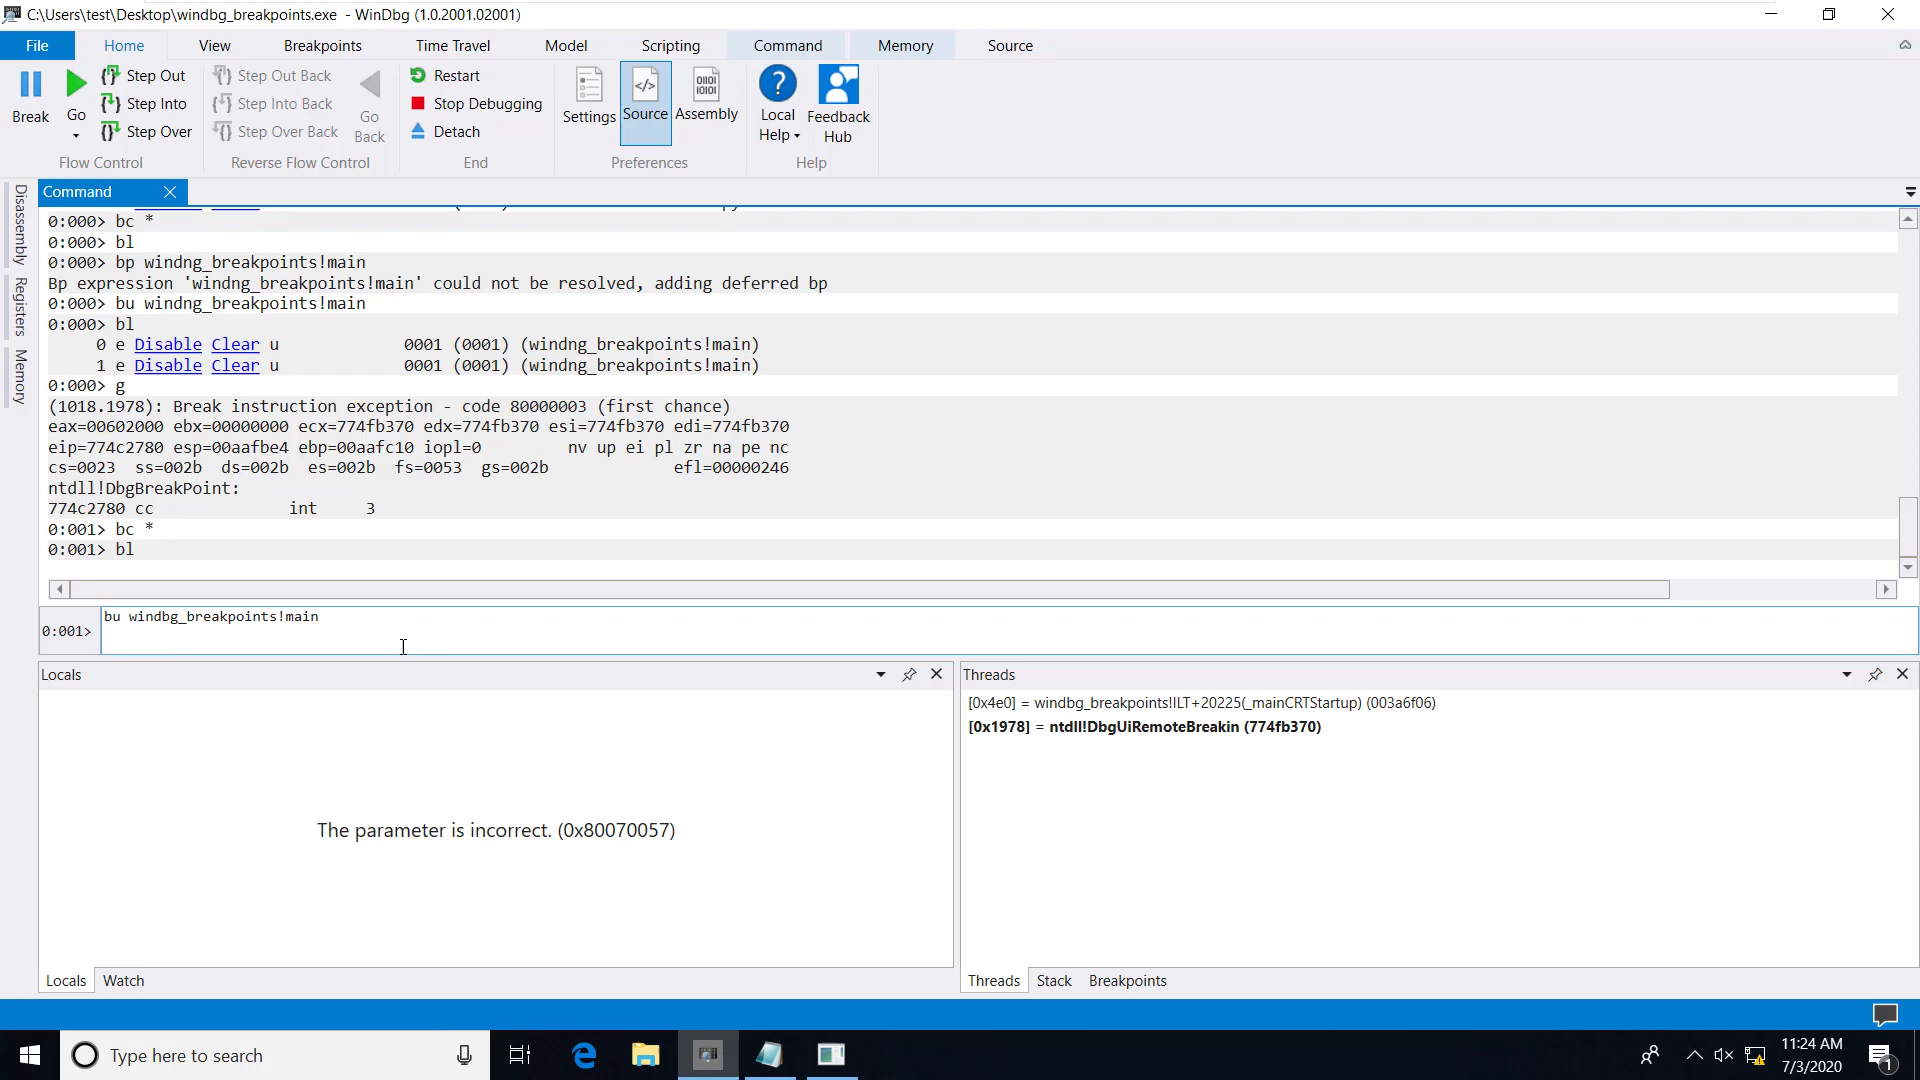 C:\Users\test\Desktop\windbg_breakpoints.exe - WinDbg (1.0.2001.02001)
File Home View Breakpoints Time Travel Model Scripting Command Memory Source
Break
Go
Step Out
Step Into
Step Over
Flow Control
Step Out Back
Step Into Back
Step Over Back
Go
Back
Reverse Flow Control
Restart
Stop Debugging
Detach
End
Settings
Source
Assembly
Preferences
Local
Help
Feedback
Hub
Help
Disassembly
Registers
Memory
Command
0:000> bc *
0:000> bl
0:000> bp windng_breakpoints!main
Bp expression 'windng_breakpoints!main' could not be resolved, adding deferred bp
0:000> bu windng_breakpoints!main
0:000> bl
0 e Disable Clear u 0001 (0001) (windng_breakpoints!main)
1 e Disable Clear u 0001 (0001) (windng_breakpoints!main)
0:000> g
(1018.1978): Break instruction exception - code 80000003 (first chance)
eax=00602000 ebx=00000000 ecx=774fb370 edx=774fb370 esi=774fb370 edi=774fb370
eip=774c2780 esp=00aafbe4 ebp=00aafc10 iopl=0 nv up ei pl zr na pe nc
cs=0023 ss=002b ds=002b es=002b fs=0053 gs=002b efl=00000246
ntdll!DbgBreakPoint:
774c2780 cc int 3
0:001> bc *
0:001> bl
0:001>
bu windbg_breakpoints!main
Locals
The parameter is incorrect. (0x80070057)
Locals Watch
Threads
[0x4e0] = windbg_breakpoints!ILT+20225(_mainCRTStartup) (003a6f06)
[0x1978] = ntdll!DbgUiRemoteBreakin (774fb370)
Threads Stack Breakpoints
Type here to search
11:24 AM
7/3/2020
1